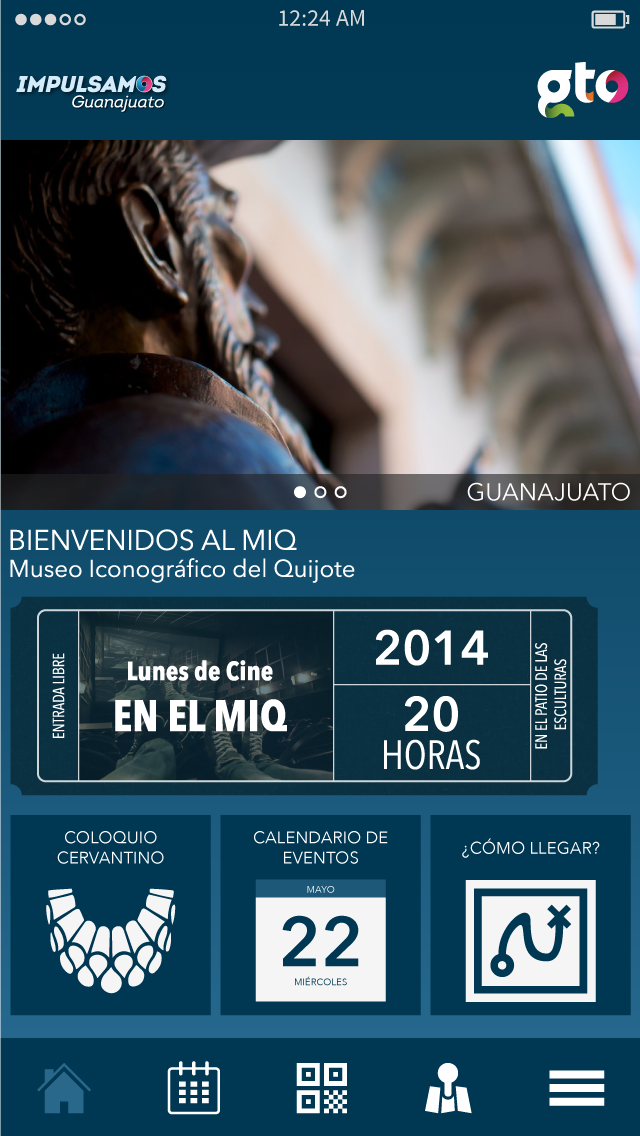 12:24 AM
IMPULSAMOS
Guanajuato
gto
GUANAJUATO
BIENVENIDOS AL MIQ
Museo Iconográfico del Quijote
ENTRADA LIBRE
Lunes de Cine
EN EL MIQ
2014
20
HORAS
EN EL PATIO DE LAS
ESCULTURAS
COLOQUIO
CERVANTINO
CALENDARIO DE
EVENTOS
MAYO
22
MIÉRCOLES
¿CÓMO LLEGAR?